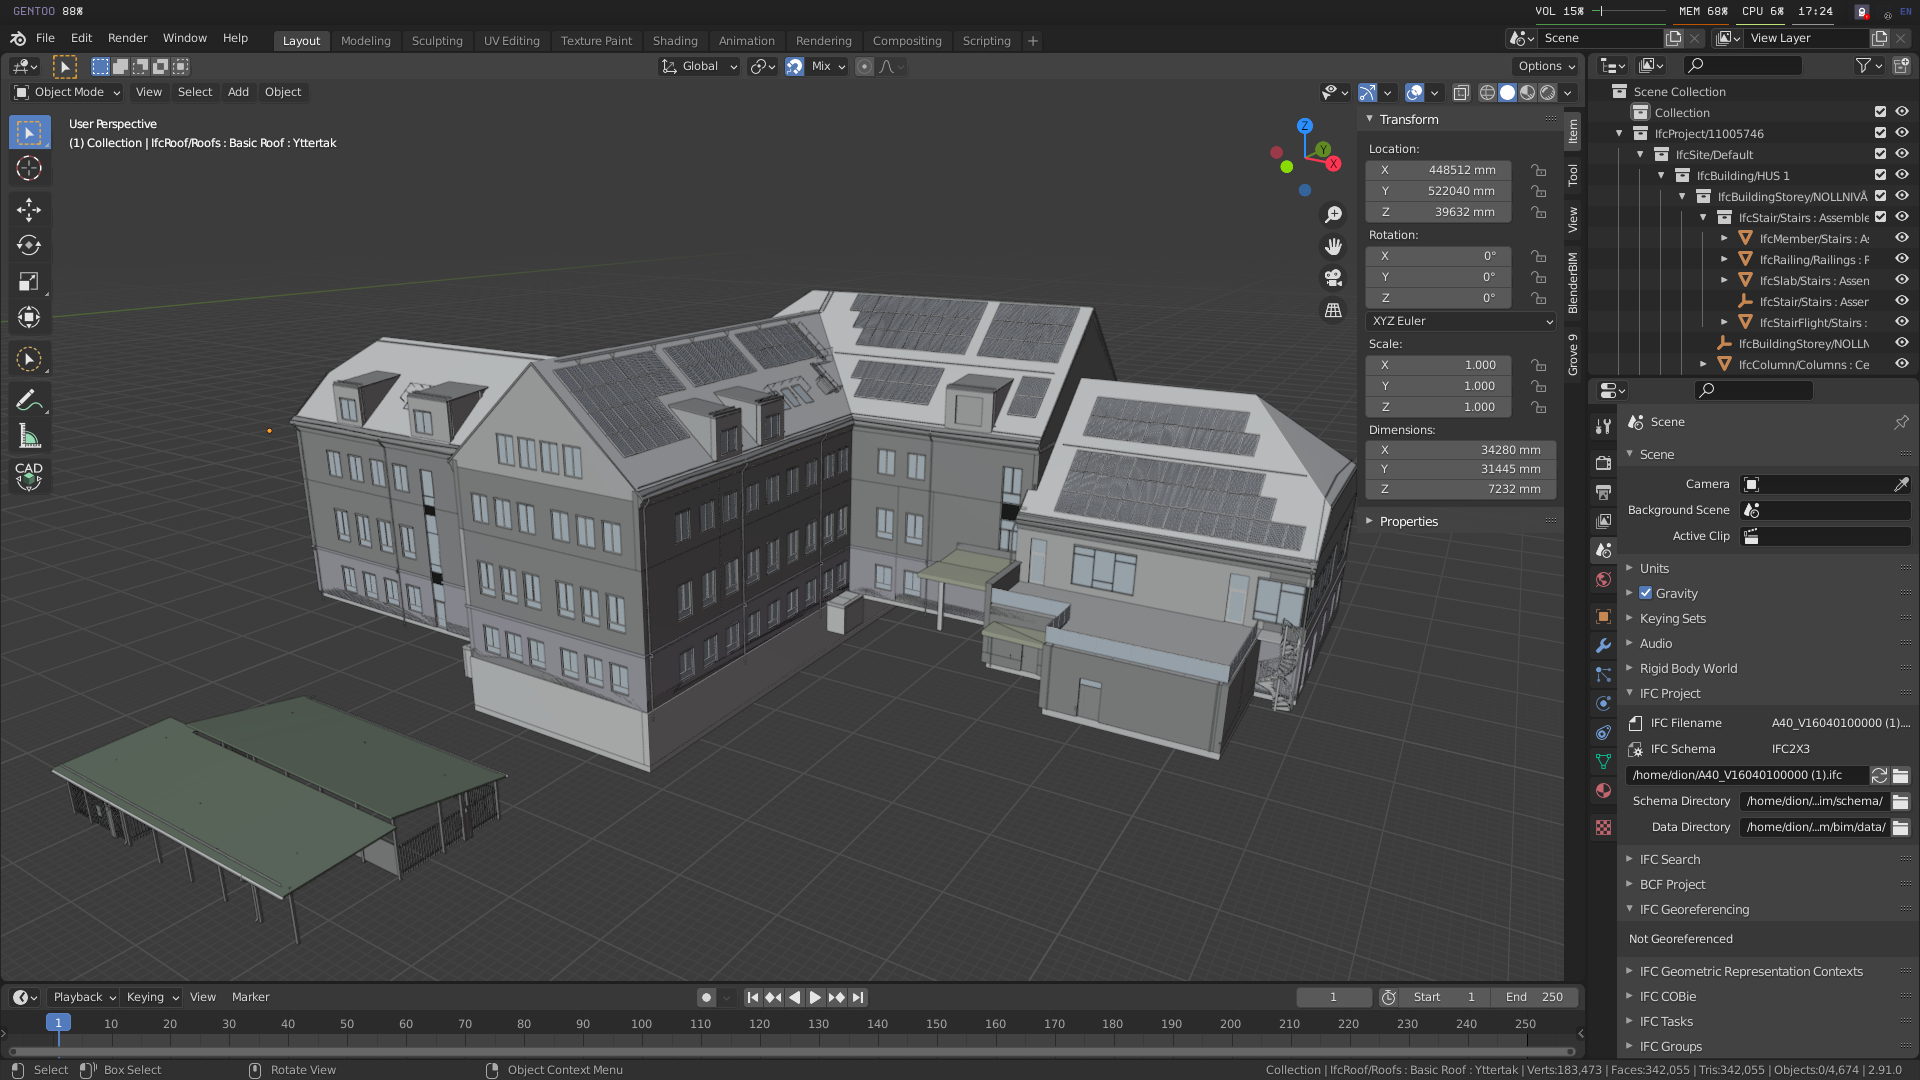 GENTOO 88%
VOL 15%
MEM 68% CPU 6% 17:24
EN
File Edit Render Window Help
Layout Modeling Sculpting UV Editing Texture Paint Shading Animation Rendering Compositing Scripting +
Scene
View Layer
Global
Mix
Options
Object Mode View Select Add Object
User Perspective
(1) Collection | IfcRoof/Roofs : Basic Roof : Yttertak
Z
Y
X
CAD
Transform
Location:
X 448512 mm
Y 522040 mm
Z 39632 mm
Rotation:
X 0°
Y 0°
Z 0°
XYZ Euler
Scale:
X 1.000
Y 1.000
Z 1.000
Dimensions:
X 34280 mm
Y 31445 mm
Z 7232 mm
Properties
Item
Tool
View
BlenderBIM
Grove 9
Scene Collection
Collection
IfcProject/11005746
IfcSite/Default
IfcBuilding/HUS 1
IfcBuildingStorey/NOLLNIVÅ
IfcStair/Stairs : Assemble
IfcMember/Stairs : A
IfcRailing/Railings : F
IfcSlab/Stairs : Assen
IfcStair/Stairs : Asser
IfcStairFlight/Stairs :
IfcBuildingStorey/NOLLN
IfcColumn/Columns : Ce
Scene
Scene
Camera
Background Scene
Active Clip
Units
Gravity
Keying Sets
Audio
Rigid Body World
IFC Project
IFC Filename A40_V16040100000 (1)....
IFC Schema IFC2X3
/home/dion/A40_V16040100000 (1).ifc
Schema Directory /home/dion/...im/schema/
Data Directory /home/dion/...m/bim/data/
IFC Search
BCF Project
IFC Georeferencing
Not Georeferenced
IFC Geometric Representation Contexts
IFC COBie
IFC Tasks
IFC Groups
Playback Keying View Marker
1
Start 1
End 250
1 10 20 30 40 50 60 70 80 90 100 110 120 130 140 150 160 170 180 190 200 210 220 230 240 250
Select Box Select Rotate View Object Context Menu
Collection | IfcRoof/Roofs : Basic Roof : Yttertak | Verts:183,473 | Faces:342,055 | Tris:342,055 | Objects:0/4,674 | 2.91.0